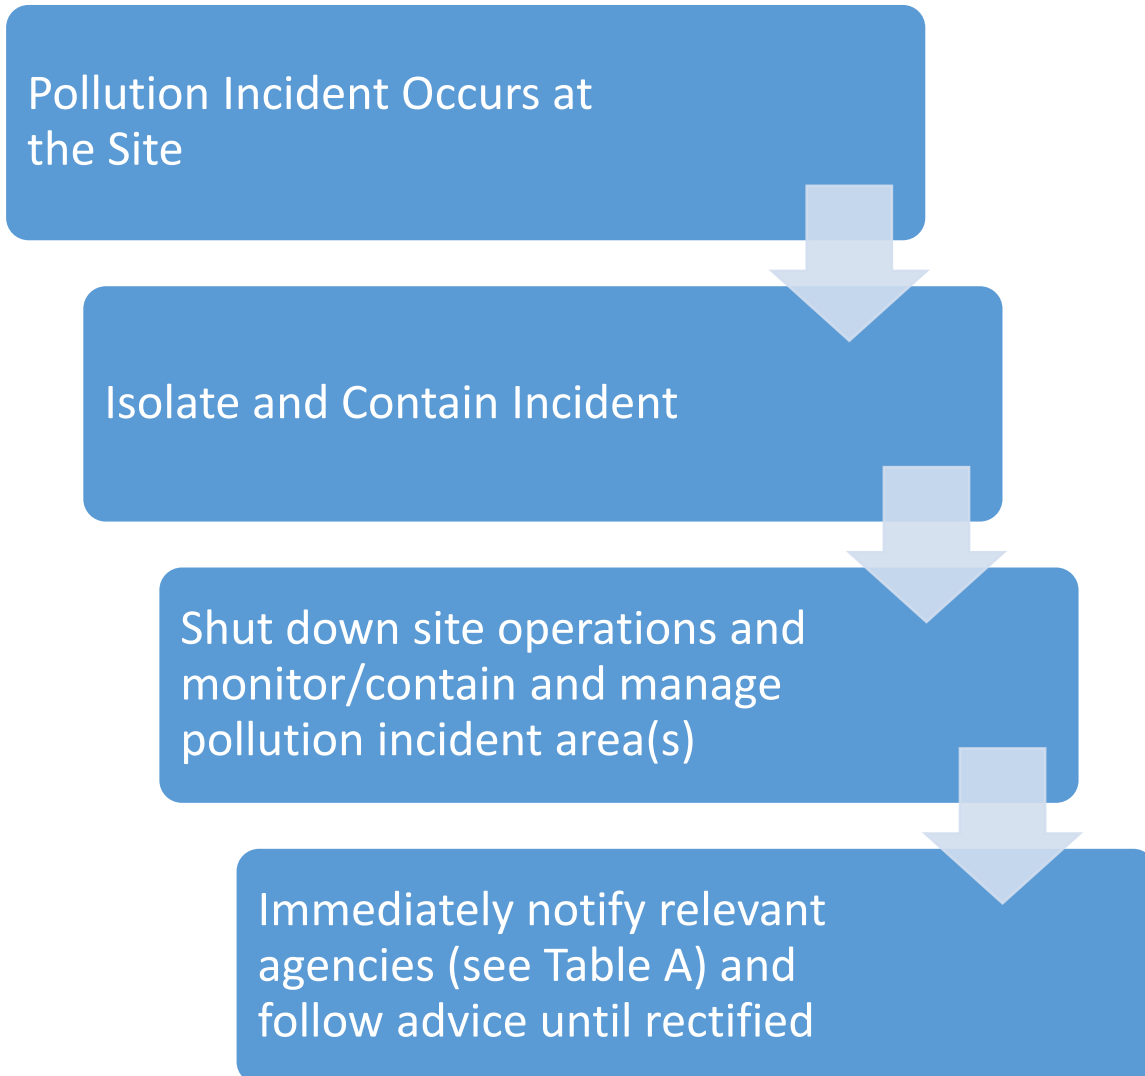 Pollution Incident Occurs at
the Site
Isolate and Contain Incident
Shut down site operations and
monitor/contain and manage
pollution incident area(s)
Immediately notify relevant
agencies (see Table A) and
follow advice until rectified